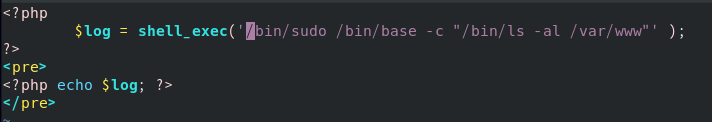 <?php
        $log = shell_exec('/bin/sudo /bin/base -c "/bin/ls -al /var/www"' );
?>
<pre>
<?php echo $log; ?>
</pre>
~